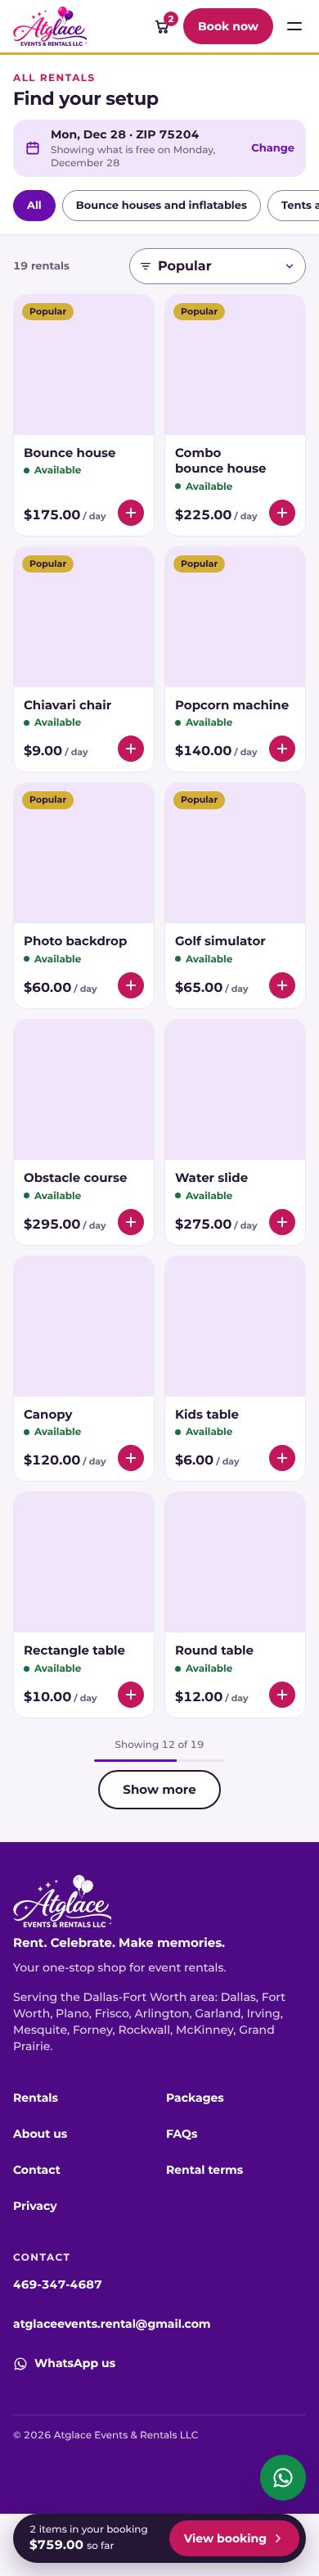 Atglace
EVENTS & RENTALS LLC
2
Book now
ALL RENTALS
Find your setup
Mon, Dec 28 · ZIP 75204
Showing what is free on Monday,
December 28
Change
All
Bounce houses and inflatables
Tents a
19 rentals
Popular
Popular
Popular
Bounce house
Available
$175.00 / day
Combo
bounce house
Available
$225.00 / day
Popular
Popular
Chiavari chair
Available
$9.00 / day
Popcorn machine
Available
$140.00 / day
Popular
Popular
Photo backdrop
Available
$60.00 / day
Golf simulator
Available
$65.00 / day
Obstacle course
Available
$295.00 / day
Water slide
Available
$275.00 / day
Canopy
Available
$120.00 / day
Kids table
Available
$6.00 / day
Rectangle table
Available
$10.00 / day
Round table
Available
$12.00 / day
Showing 12 of 19
Show more
Atglace
EVENTS & RENTALS LLC
Rent. Celebrate. Make memories.
Your one-stop shop for event rentals.
Serving the Dallas-Fort Worth area: Dallas, Fort
Worth, Plano, Frisco, Arlington, Garland, Irving,
Mesquite, Forney, Rockwall, McKinney, Grand
Prairie.
Rentals
Packages
About us
FAQs
Contact
Rental terms
Privacy
CONTACT
469-347-4687
atglaceevents.rental@gmail.com
WhatsApp us
© 2026 Atglace Events & Rentals LLC
2 items in your booking
$759.00 so far
View booking